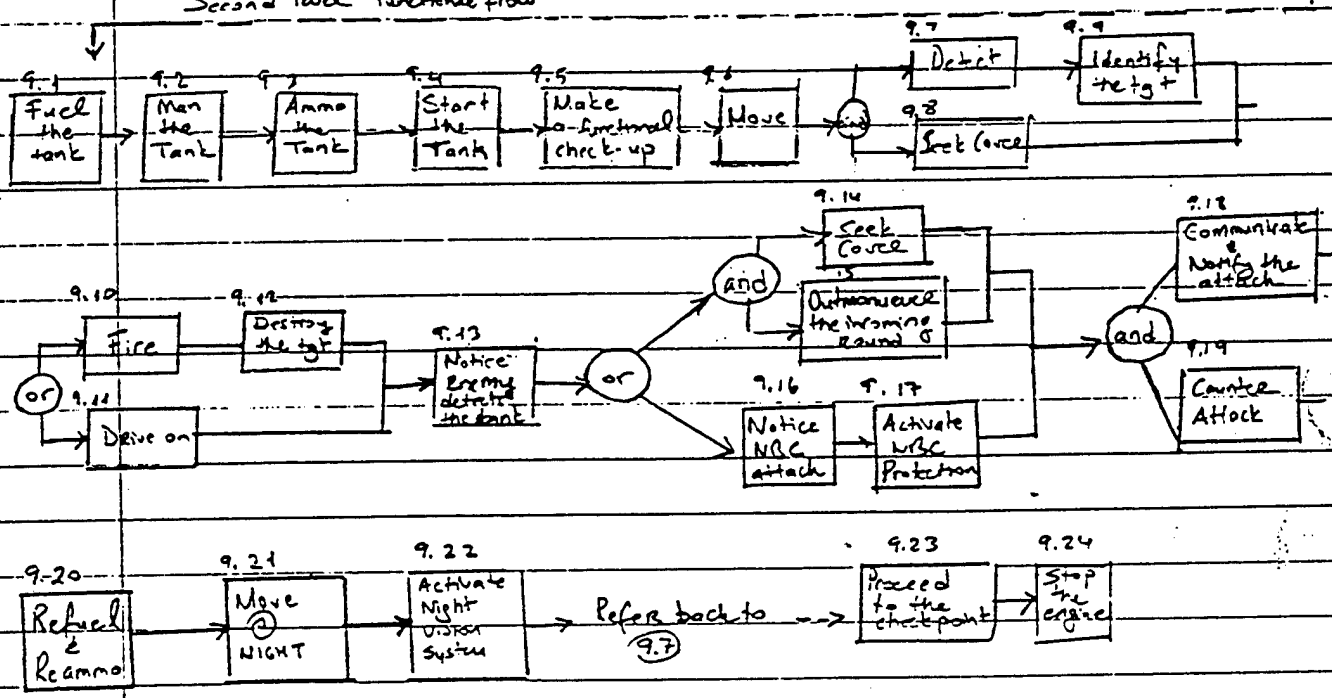 Second level functional flow
9.1
Fuel
the
tank
9.2
Man
the
Tank
9.3
Ammo
the
Tank
9.4
Start
the
Tank
9.5
Make
a functional
check-up
9.6
Move
and
9.7
Detect
9.9
Identify
the tgt
9.8
Seek Cover
or
9.10
Fire
9.12
Destroy
the tgt
9.11
Drive on
9.13
Notice
Enemy
detects
the tank
or
and
9.14
Seek
Cover
Outmaneuver
the incoming
round
9.16
Notice
NBC
attack
9.17
Activate
NBC
Protection
and
9.18
Communicate
&
Notify the
attack
9.19
Counter
Attack
9.20
Refuel
&
Reammo
9.21
Move
@
NIGHT
9.22
Activate
Night
Vision
System
Refers back to
9.7
9.23
Proceed
to the
checkpoint
9.24
Stop
the
engine